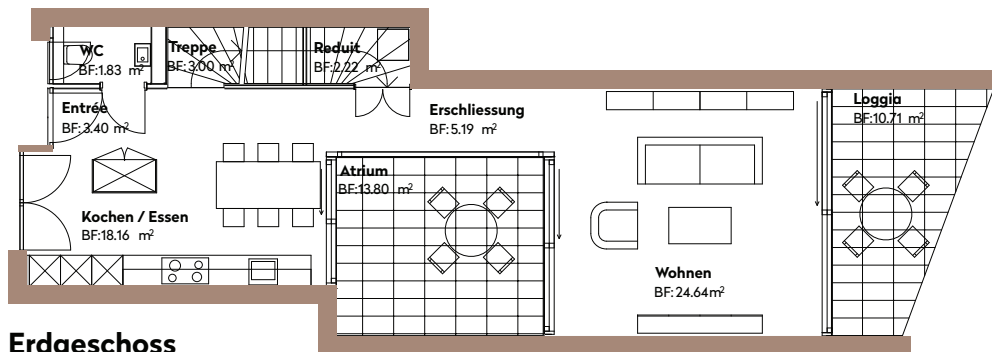 WC
BF:1.83 m²
Treppe
BF:3.00 m²
Reduit
BF:2.22 m²
Entrée
BF:3.40 m²
Erschliessung
BF:5.19 m²
Loggia
BF:10.71 m²
Atrium
BF:13.80 m²
Kochen / Essen
BF:18.16 m²
Wohnen
BF:24.64m²
Erdgeschoss